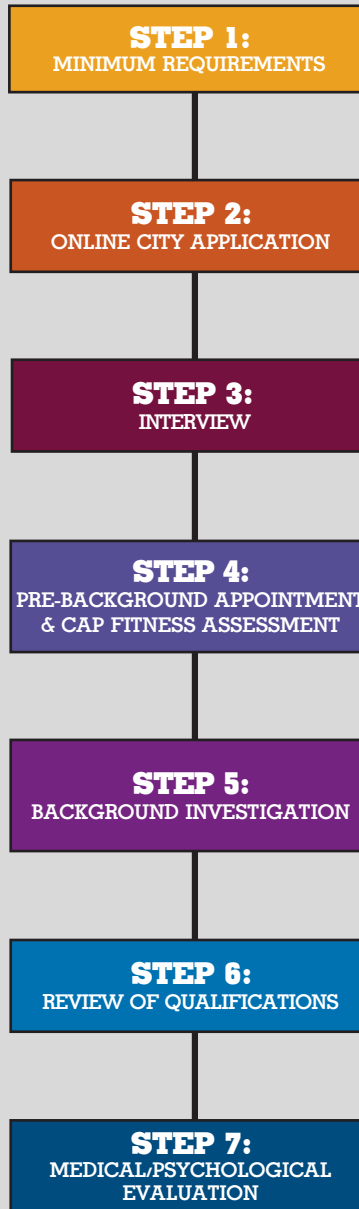 STEP 1:
MINIMUM REQUIREMENTS
STEP 2:
ONLINE CITY APPLICATION
STEP 3:
INTERVIEW
STEP 4:
PRE-BACKGROUND APPOINTMENT
& CAP FITNESS ASSESSMENT
STEP 5:
BACKGROUND INVESTIGATION
STEP 6:
REVIEW OF QUALIFICATIONS
STEP 7:
MEDICAL/PSYCHOLOGICAL
EVALUATION